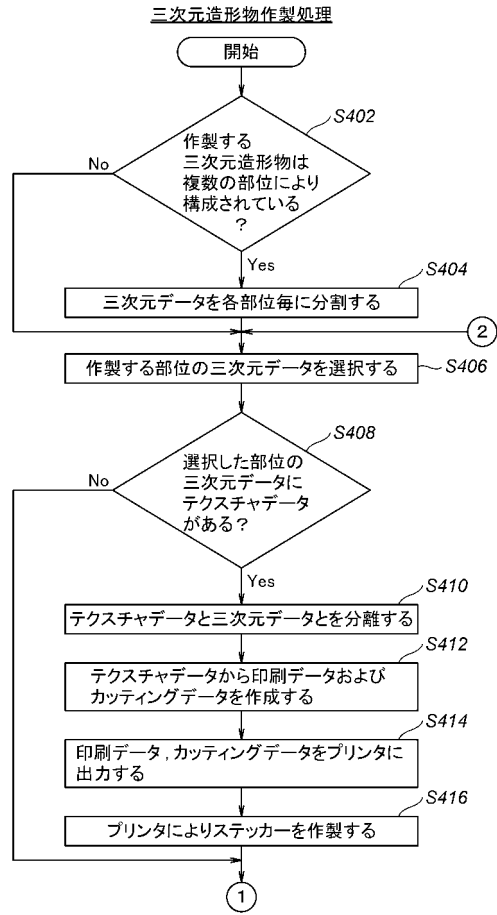 三次元造形物作製処理
開始
S402
作製する
三次元造形物は
複数の部位により
構成されている
?
No
Yes
S404
三次元データを各部位毎に分割する
2
作製する部位の三次元データを選択する
S406
S408
選択した部位の
三次元データに
テクスチャデータ
がある?
No
Yes
S410
テクスチャデータと三次元データとを分離する
S412
テクスチャデータから印刷データおよび
カッティングデータを作成する
S414
印刷データ,カッティングデータをプリンタに
出力する
S416
プリンタによりステッカーを作製する
1